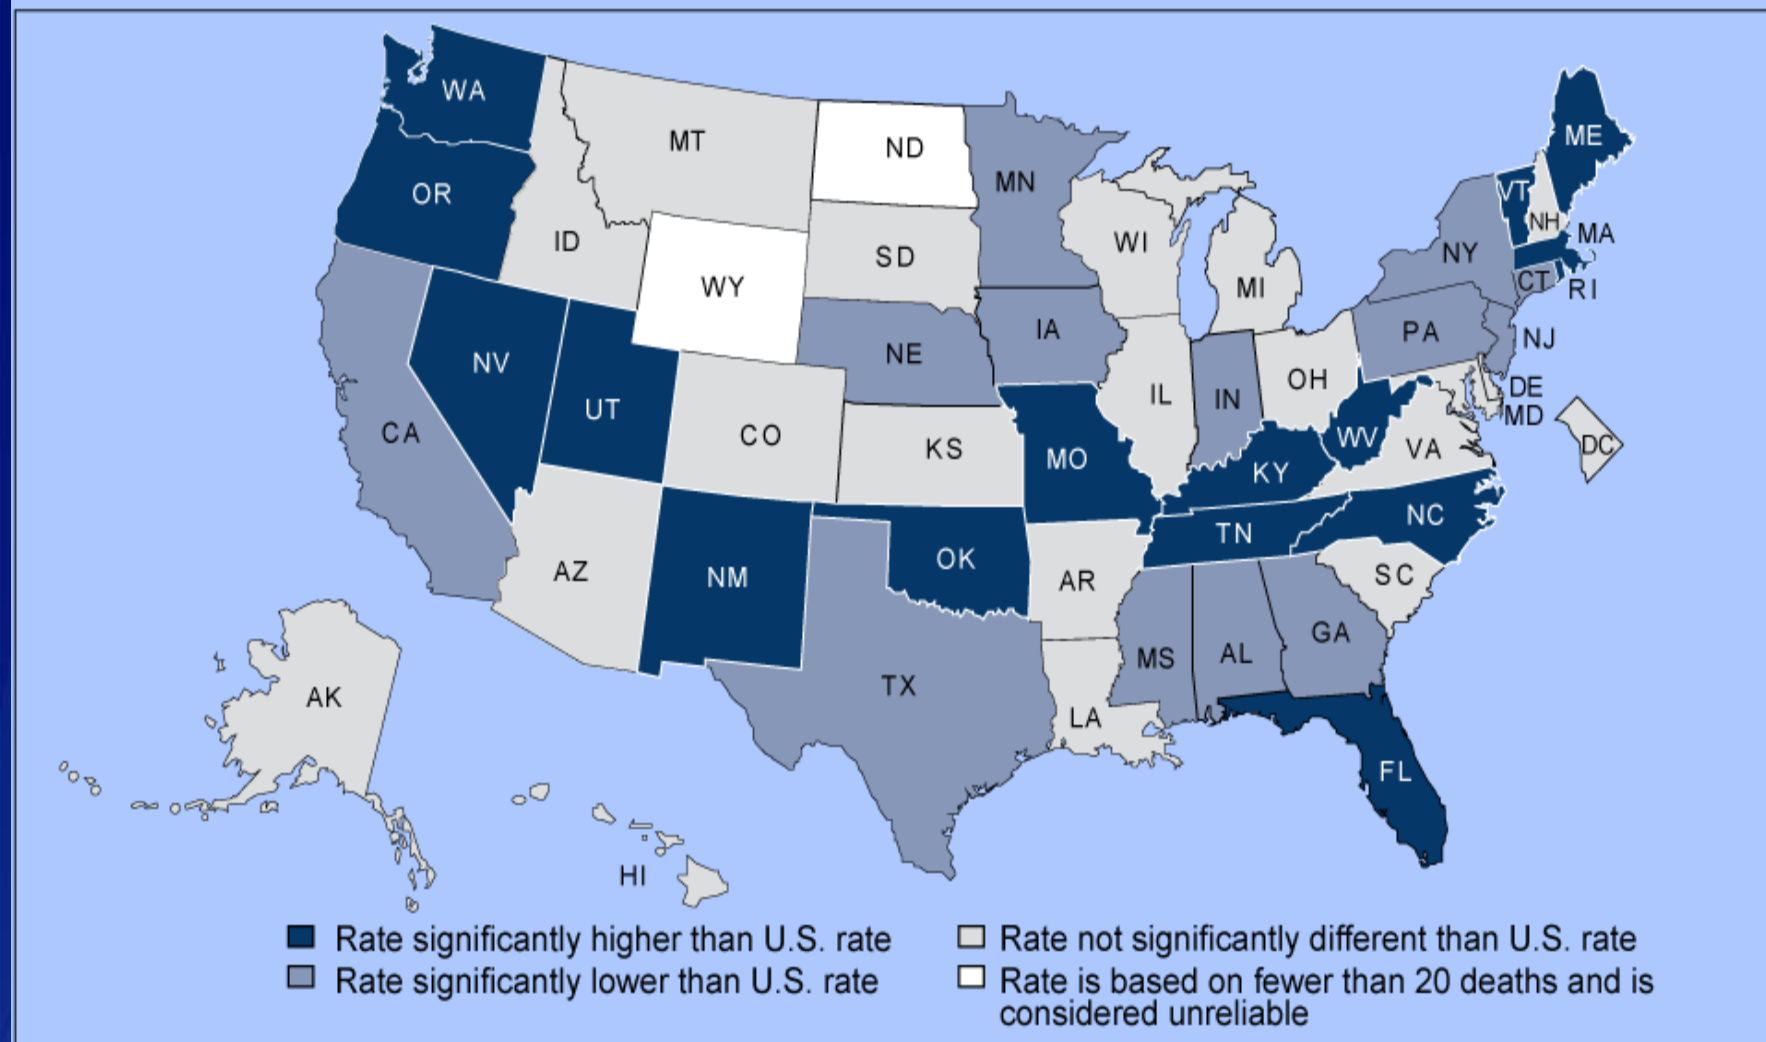 WA
MT
ND
MN
ME
OR
VT
NH
MA
ID
SD
WI
NY
WY
MI
CT
RI
NV
NE
IA
PA
NJ
UT
IL
IN
OH
DE
MD
CA
CO
KS
MO
WV
VA
DC
KY
NC
TN
AZ
NM
OK
AR
SC
MS
AL
GA
AK
TX
LA
FL
HI
Rate significantly higher than U.S. rate
Rate significantly lower than U.S. rate
Rate not significantly different than U.S. rate
Rate is based on fewer than 20 deaths and is
considered unreliable